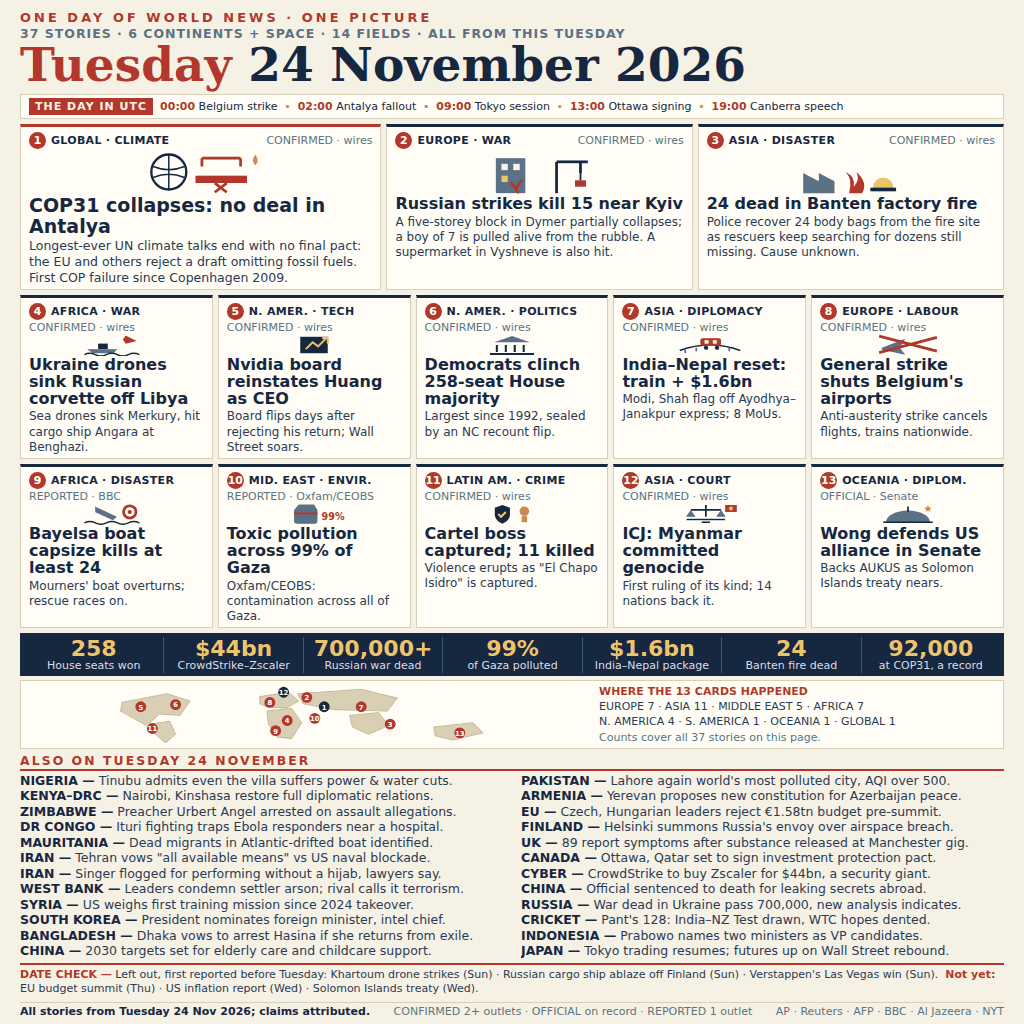 ONE DAY OF WORLD NEWS · ONE PICTURE
37 STORIES · 6 CONTINENTS + SPACE · 14 FIELDS · ALL FROM THIS TUESDAY
Tuesday 24 November 2026
THE DAY IN UTC 00:00 Belgium strike • 02:00 Antalya fallout • 09:00 Tokyo session • 13:00 Ottawa signing • 19:00 Canberra speech
1 GLOBAL · CLIMATE CONFIRMED · wires
COP31 collapses: no deal in
Antalya
Longest-ever UN climate talks end with no final pact:
the EU and others reject a draft omitting fossil fuels.
First COP failure since Copenhagen 2009.
2 EUROPE · WAR CONFIRMED · wires
Russian strikes kill 15 near Kyiv
A five-storey block in Dymer partially collapses;
a boy of 7 is pulled alive from the rubble. A
supermarket in Vyshneve is also hit.
3 ASIA · DISASTER CONFIRMED · wires
24 dead in Banten factory fire
Police recover 24 body bags from the fire site
as rescuers keep searching for dozens still
missing. Cause unknown.
4 AFRICA · WAR
CONFIRMED · wires
Ukraine drones
sink Russian
corvette off Libya
Sea drones sink Merkury, hit
cargo ship Angara at
Benghazi.
5 N. AMER. · TECH
CONFIRMED · wires
Nvidia board
reinstates Huang
as CEO
Board flips days after
rejecting his return; Wall
Street soars.
6 N. AMER. · POLITICS
CONFIRMED · wires
Democrats clinch
258-seat House
majority
Largest since 1992, sealed
by an NC recount flip.
7 ASIA · DIPLOMACY
CONFIRMED · wires
India–Nepal reset:
train + $1.6bn
Modi, Shah flag off Ayodhya–
Janakpur express; 8 MoUs.
8 EUROPE · LABOUR
CONFIRMED · wires
General strike
shuts Belgium's
airports
Anti-austerity strike cancels
flights, trains nationwide.
9 AFRICA · DISASTER
REPORTED · BBC
Bayelsa boat
capsize kills at
least 24
Mourners' boat overturns;
rescue races on.
10 MID. EAST · ENVIR.
REPORTED · Oxfam/CEOBS
99%
Toxic pollution
across 99% of
Gaza
Oxfam/CEOBS:
contamination across all of
Gaza.
11 LATIN AM. · CRIME
CONFIRMED · wires
Cartel boss
captured; 11 killed
Violence erupts as "El Chapo
Isidro" is captured.
12 ASIA · COURT
CONFIRMED · wires
ICJ: Myanmar
committed
genocide
First ruling of its kind; 14
nations back it.
13 OCEANIA · DIPLOM.
OFFICIAL · Senate
Wong defends US
alliance in Senate
Backs AUKUS as Solomon
Islands treaty nears.
258 $44bn 700,000+ 99% $1.6bn 24 92,000
House seats won CrowdStrike–Zscaler Russian war dead of Gaza polluted India–Nepal package Banten fire dead at COP31, a record
5 6 11 8 12 2 1 7 4 10 9 3 13
WHERE THE 13 CARDS HAPPENED
EUROPE 7 · ASIA 11 · MIDDLE EAST 5 · AFRICA 7
N. AMERICA 4 · S. AMERICA 1 · OCEANIA 1 · GLOBAL 1
Counts cover all 37 stories on this page.
ALSO ON TUESDAY 24 NOVEMBER
NIGERIA — Tinubu admits even the villa suffers power & water cuts.
KENYA–DRC — Nairobi, Kinshasa restore full diplomatic relations.
ZIMBABWE — Preacher Urbert Angel arrested on assault allegations.
DR CONGO — Ituri fighting traps Ebola responders near a hospital.
MAURITANIA — Dead migrants in Atlantic-drifted boat identified.
IRAN — Tehran vows "all available means" vs US naval blockade.
IRAN — Singer flogged for performing without a hijab, lawyers say.
WEST BANK — Leaders condemn settler arson; rival calls it terrorism.
SYRIA — US weighs first training mission since 2024 takeover.
SOUTH KOREA — President nominates foreign minister, intel chief.
BANGLADESH — Dhaka vows to arrest Hasina if she returns from exile.
CHINA — 2030 targets set for elderly care and childcare support.
PAKISTAN — Lahore again world's most polluted city, AQI over 500.
ARMENIA — Yerevan proposes new constitution for Azerbaijan peace.
EU — Czech, Hungarian leaders reject €1.58tn budget pre-summit.
FINLAND — Helsinki summons Russia's envoy over airspace breach.
UK — 89 report symptoms after substance released at Manchester gig.
CANADA — Ottawa, Qatar set to sign investment protection pact.
CYBER — CrowdStrike to buy Zscaler for $44bn, a security giant.
CHINA — Official sentenced to death for leaking secrets abroad.
RUSSIA — War dead in Ukraine pass 700,000, new analysis indicates.
CRICKET — Pant's 128: India–NZ Test drawn, WTC hopes dented.
INDONESIA — Prabowo names two ministers as VP candidates.
JAPAN — Tokyo trading resumes; futures up on Wall Street rebound.
DATE CHECK — Left out, first reported before Tuesday: Khartoum drone strikes (Sun) · Russian cargo ship ablaze off Finland (Sun) · Verstappen's Las Vegas win (Sun). Not yet:
EU budget summit (Thu) · US inflation report (Wed) · Solomon Islands treaty (Wed).
All stories from Tuesday 24 Nov 2026; claims attributed. CONFIRMED 2+ outlets · OFFICIAL on record · REPORTED 1 outlet AP · Reuters · AFP · BBC · Al Jazeera · NYT